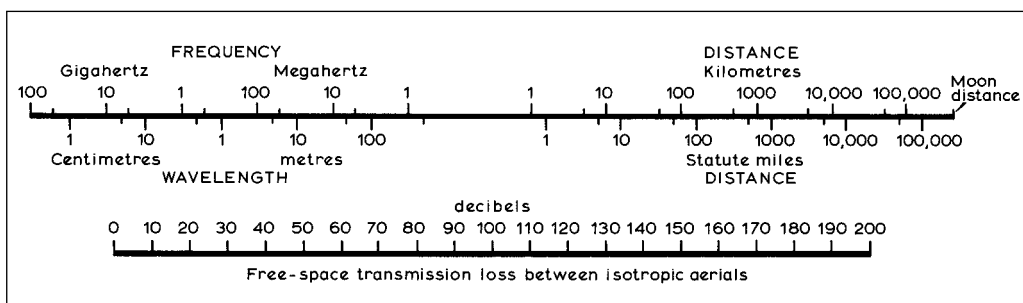 FREQUENCY DISTANCE
Gigahertz Megahertz Kilometres Moon
distance
100 10 1 100 10 1 1 10 100 1000 10,000 100,000
1 10 1 10 100 1 10 100 1000 10,000 100,000
Centimetres metres Statute miles
WAVELENGTH DISTANCE
decibels
0 10 20 30 40 50 60 70 80 90 100 110 120 130 140 150 160 170 180 190 200
Free-space transmission loss between isotropic aerials